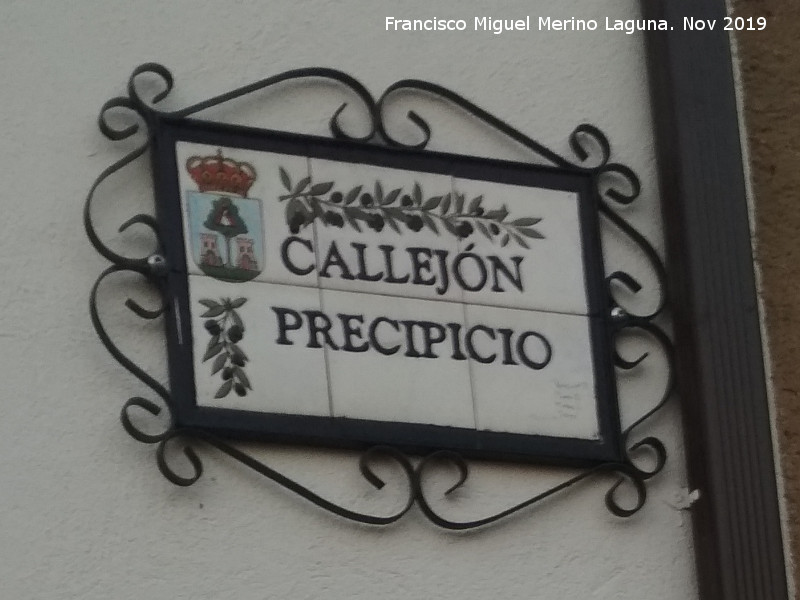 Francisco Miguel Merino Laguna. Nov 2019
CALLEJÓN
PRECIPICIO